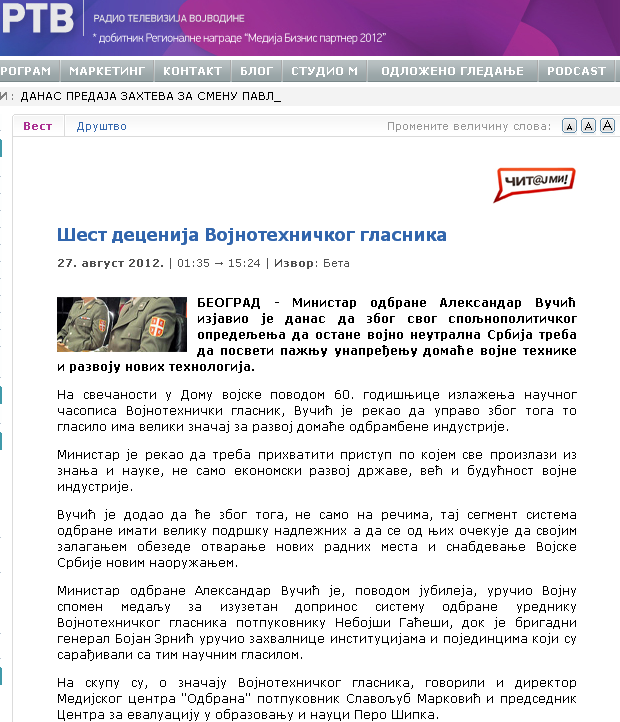 РТВ
РАДИО ТЕЛЕВИЗИЈА ВОЈВОДИНЕ
* добитник Регионалне награде "Медија Бизнис партнер 2012"
РОГРАМ МАРКЕТИНГ КОНТАКТ БЛОГ СТУДИО М ОДЛОЖЕНО ГЛЕДАЊЕ PODCAST
И : ДАНАС ПРЕДАЈА ЗАХТЕВА ЗА СМЕНУ ПАВЛ_
Вест Друштво Промените величину слова: A A A
ЧИТ@Ј МИ!
Шест деценија Војнотехничког гласника
27. август 2012. | 01:35 → 15:24 | Извор: Бета
БЕОГРАД - Министар одбране Александар Вучић
изјавио је данас да због свог спољнополитичког
опредељења да остане војно неутрална Србија треба
да посвети пажњу унапређењу домаће војне технике
и развоју нових технологија.
На свечаности у Дому војске поводом 60. годишњице излажења научног
часописа Војнотехнички гласник, Вучић је рекао да управо због тога то
гласило има велики значај за развој домаће одбрамбене индустрије.
Министар је рекао да треба прихватити приступ по којем све произлази из
знања и науке, не само економски развој државе, већ и будућност војне
индустрије.
Вучић је додао да ће због тога, не само на речима, тај сегмент система
одбране имати велику подршку надлежних а да се од њих очекује да својим
залагањем обезеде отварање нових радних места и снабдевање Војске
Србије новим наоружањем.
Министар одбране Александар Вучић је, поводом јубилеја, уручио Војну
спомен медаљу за изузетан допринос систему одбране уреднику
Војнотехничког гласника потпуковнику Небојши Гаћеши, док је бригадни
генерал Бојан Зрнић уручио захвалнице институцијама и појединцима који су
сарађивали са тим научним гласилом.
На скупу су, о значају Војнотехничког гласника, говорили и директор
Медијског центра "Одбрана" потпуковник Славољуб Марковић и председник
Центра за евалуацију у образовању и науци Перо Шипка.